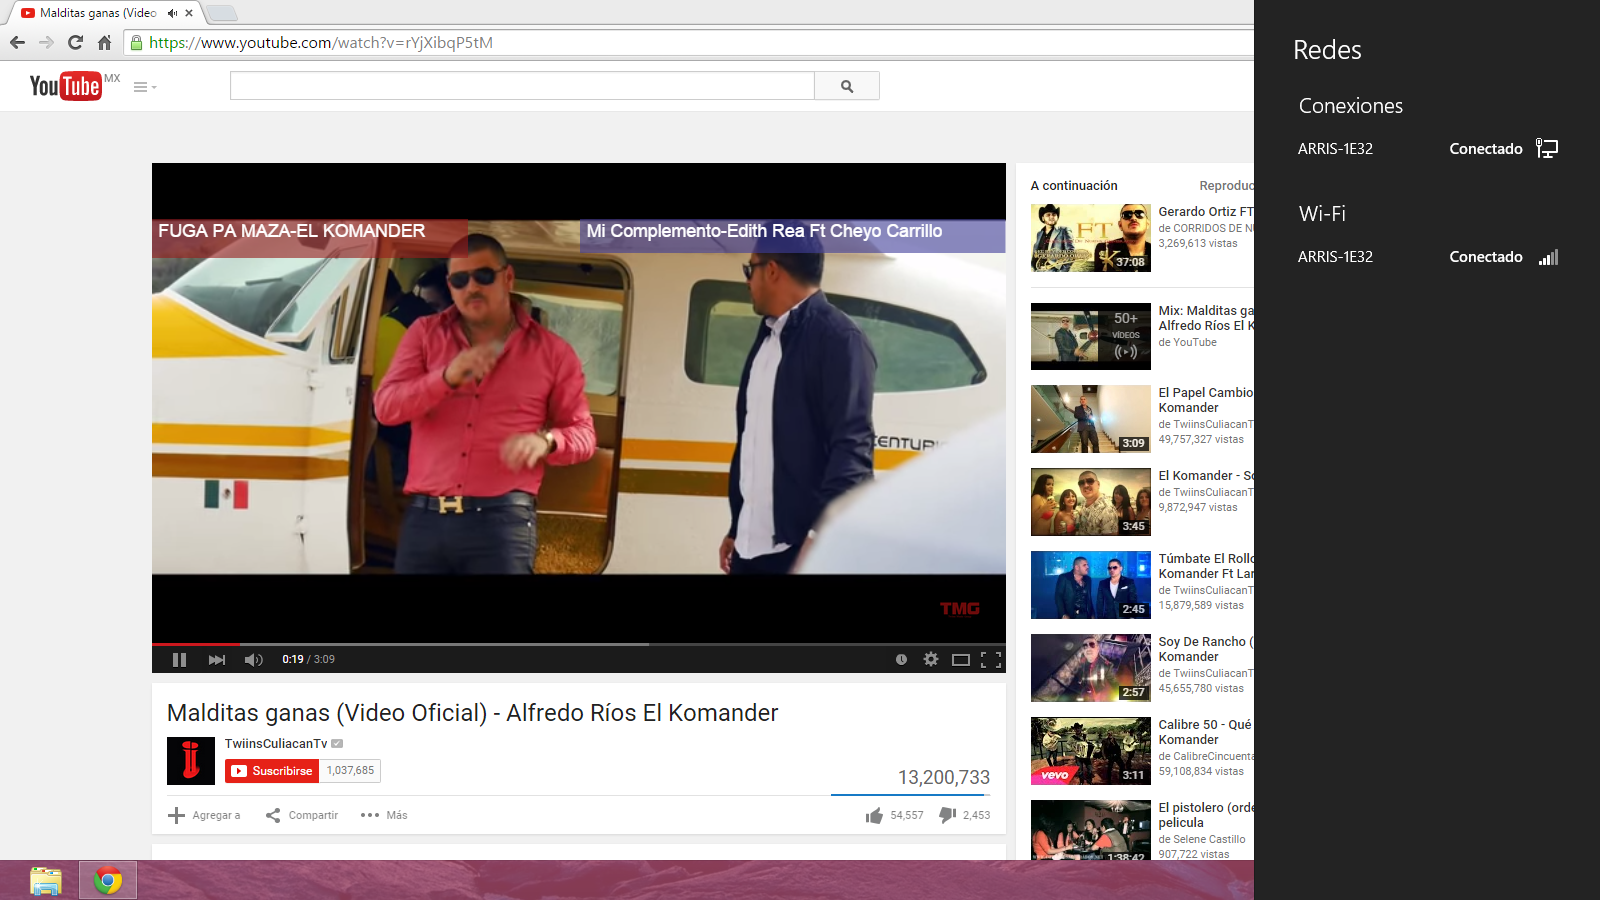 Malditas ganas (Video
https://www.youtube.com/watch?v=rYjXibqP5tM
YouTube MX
FUGA PA MAZA-EL KOMANDER
Mi Complemento-Edith Rea Ft Cheyo Carrillo
CENTURI
TMG
0:19 / 3:09
Malditas ganas (Video Oficial) - Alfredo Ríos El Komander
TwiinsCuliacanTv
Suscribirse 1,037,685
13,200,733
Agregar a Compartir Más 54,557 2,453
A continuación Reproduc
FT
37:08
Gerardo Ortiz FT
de CORRIDOS DE NU
3,269,613 vistas
50+
VÍDEOS
Mix: Malditas ga
Alfredo Ríos El K
de YouTube
3:09
El Papel Cambio
Komander
de TwiinsCuliacanT
49,757,327 vistas
3:45
El Komander - So
de TwiinsCuliacanT
9,872,947 vistas
2:45
Túmbate El Rollo
Komander Ft Lar
de TwiinsCuliacanT
15,879,589 vistas
2:57
Soy De Rancho (
Komander
de TwiinsCuliacanT
45,655,780 vistas
vevo
3:11
Calibre 50 - Qué
Komander
de CalibreCincuenta
59,108,834 vistas
1:38:42
El pistolero (orde
pelicula
de Selene Castillo
907,722 vistas
Redes
Conexiones
ARRIS-1E32 Conectado
Wi-Fi
ARRIS-1E32 Conectado